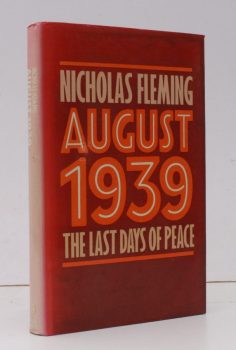 NICHOLAS FLEMING
AUGUST
1939
THE LAST DAYS OF PEACE